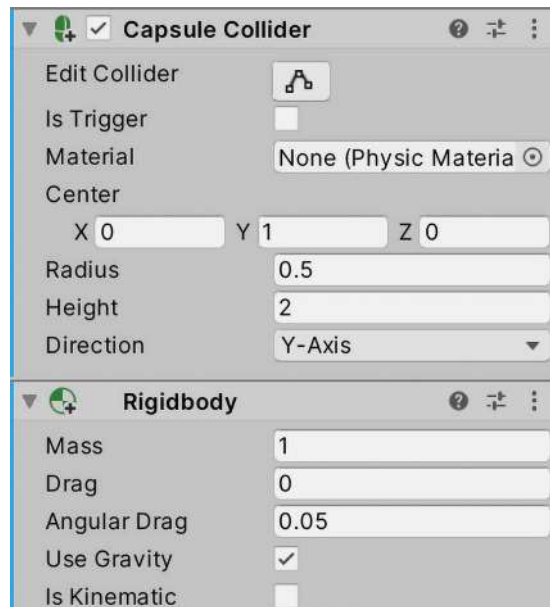 Capsule Collider
Edit Collider
Is Trigger
Material None (Physic Materia
Center
X 0 Y 1 Z 0
Radius 0.5
Height 2
Direction Y-Axis
Rigidbody
Mass 1
Drag 0
Angular Drag 0.05
Use Gravity
Is Kinematic